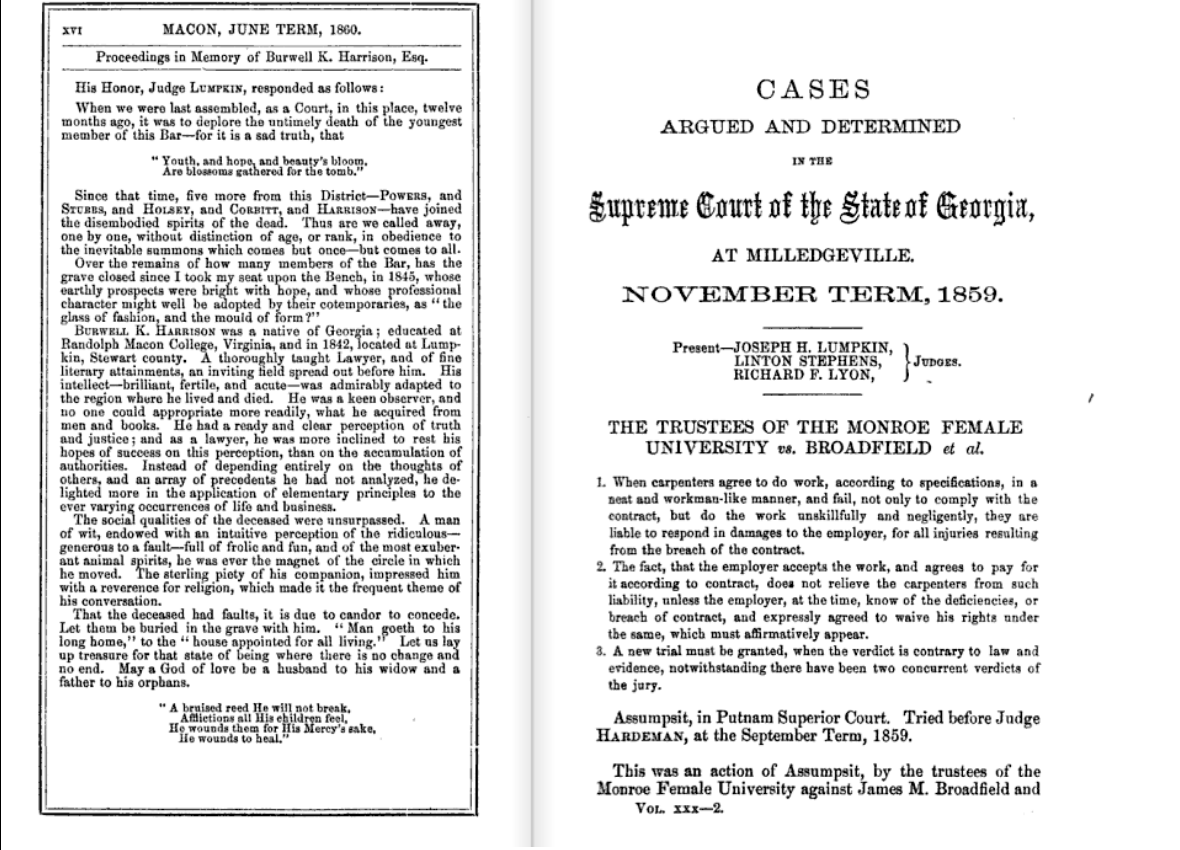 xvi MACON, JUNE TERM, 1860.
Proceedings in Memory of Burwell K. Harrison, Esq.
His Honor, Judge LUMPKIN, responded as follows:
When we were last assembled, as a Court, in this place, twelve
months ago, it was to deplore the untimely death of the youngest
member of this Bar—for it is a sad truth, that
" Youth, and hope, and beauty's bloom,
Are blossoms gathered for the tomb."
Since that time, five more from this District—POWERS, and
STUBBS, and HOLSEY, and CORBITT, and HARRISON—have joined
the disembodied spirits of the dead. Thus are we called away,
one by one, without distinction of age, or rank, in obedience to
the inevitable summons which comes but once—but comes to all.
Over the remains of how many members of the Bar, has the
grave closed since I took my seat upon the Bench, in 1845, whose
earthly prospects were bright with hope, and whose professional
character might well be adopted by their cotemporaries, as " the
glass of fashion, and the mould of form?"
BURWELL K. HARRISON was a native of Georgia; educated at
Randolph Macon College, Virginia, and in 1842, located at Lump-
kin, Stewart county. A thoroughly taught Lawyer, and of fine
literary attainments, an inviting field spread out before him. His
intellect—brilliant, fertile, and acute—was admirably adapted to
the region where he lived and died. He was a keen observer, and
no one could appropriate more readily, what he acquired from
men and books. He had a ready and clear perception of truth
and justice; and as a lawyer, he was more inclined to rest his
hopes of success on this perception, than on the accumulation of
authorities. Instead of depending entirely on the thoughts of
others, and an array of precedents he had not analyzed, he de-
lighted more in the application of elementary principles to the
ever varying occurrences of life and business.
The social qualities of the deceased were unsurpassed. A man
of wit, endowed with an intuitive perception of the ridiculous—
generous to a fault—full of frolic and fun, and of the most exuber-
ant animal spirits, he was ever the magnet of the circle in which
he moved. The sterling piety of his companion, impressed him
with a reverence for religion, which made it the frequent theme of
his conversation.
That the deceased had faults, it is due to candor to concede.
Let them be buried in the grave with him. " Man goeth to his
long home," to the " house appointed for all living." Let us lay
up treasure for that state of being where there is no change and
no end. May a God of love be a husband to his widow and a
father to his orphans.
" A bruised reed He will not break,
Afflictions all His children feel,
He wounds them for His Mercy's sake,
He wounds to heal."
CASES
ARGUED AND DETERMINED
IN THE
Supreme Court of the State of Georgia,
AT MILLEDGEVILLE.
NOVEMBER TERM, 1859.
Present—JOSEPH H. LUMPKIN,
LINTON STEPHENS, JUDGES.
RICHARD F. LYON,
THE TRUSTEES OF THE MONROE FEMALE
UNIVERSITY vs. BROADFIELD et al.
1. When carpenters agree to do work, according to specifications, in a
neat and workman-like manner, and fail, not only to comply with the
contract, but do the work unskillfully and negligently, they are
liable to respond in damages to the employer, for all injuries resulting
from the breach of the contract.
2. The fact, that the employer accepts the work, and agrees to pay for
it according to contract, does not relieve the carpenters from such
liability, unless the employer, at the time, know of the deficiencies, or
breach of contract, and expressly agreed to waive his rights under
the same, which must affirmatively appear.
3. A new trial must be granted, when the verdict is contrary to law and
evidence, notwithstanding there have been two concurrent verdicts of
the jury.
Assumpsit, in Putnam Superior Court. Tried before Judge
HARDEMAN, at the September Term, 1859.
This was an action of Assumpsit, by the trustees of the
Monroe Female University against James M. Broadfield and
VOL. XXX—2.